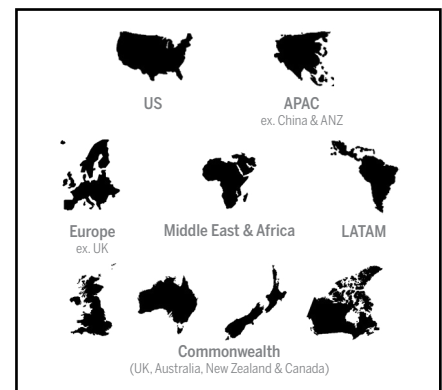 US
APAC
ex. China & ANZ
Europe
ex. UK
Middle East & Africa
LATAM
Commonwealth
(UK, Australia, New Zealand & Canada)